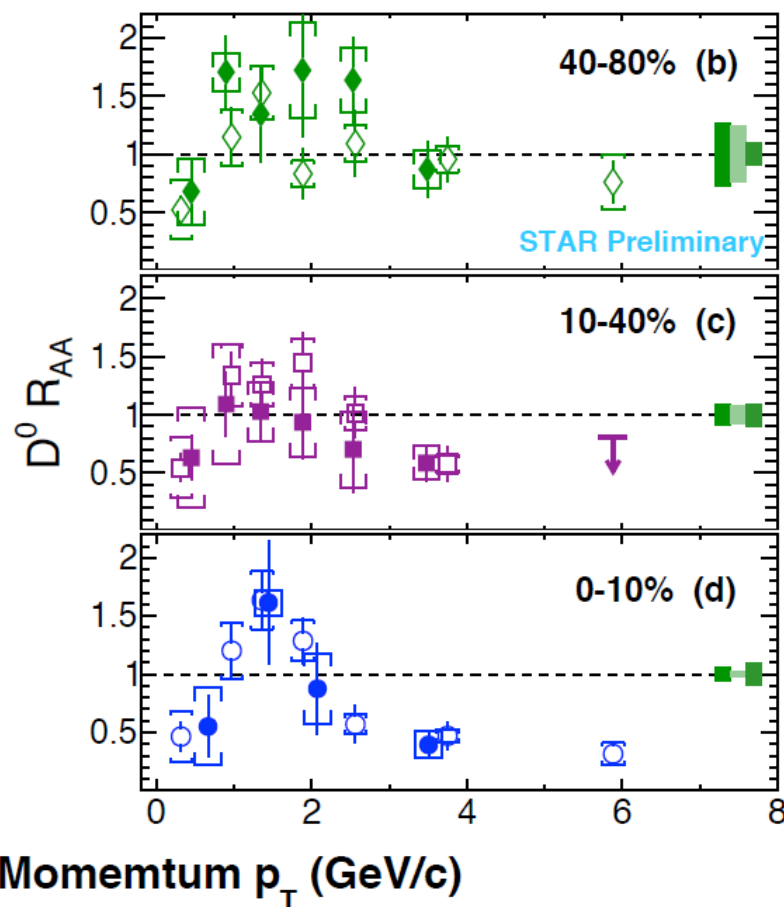 2
40-80% (b)
1.5
1
0.5
STAR Preliminary
2
10-40% (c)
1.5
1
0.5
D⁰ R_AA
2
0-10% (d)
1.5
1
0.5
0 2 4 6 8
Momemtum p_T (GeV/c)